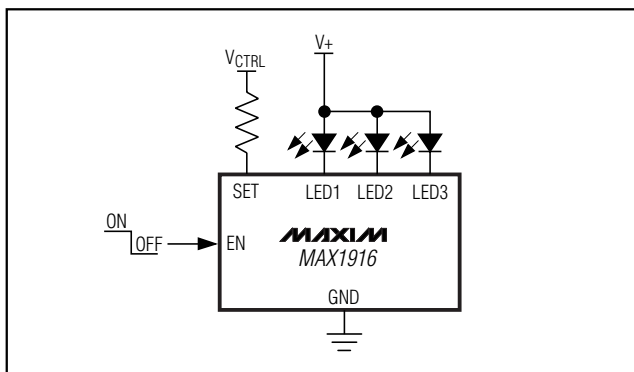 V+
VCTRL
SET LED1 LED2 LED3
ON
OFF EN
MAXIM
MAX1916
GND